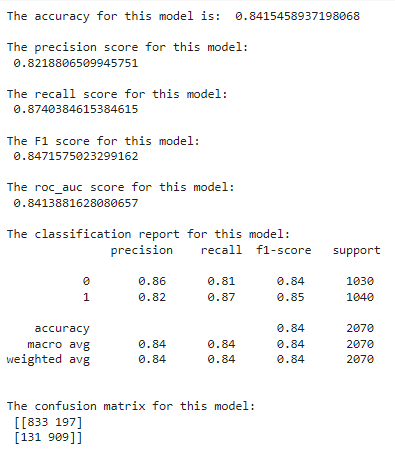 The accuracy for this model is:  0.8415458937198068
The precision score for this model:
0.8218806509945751
The recall score for this model:
0.8740384615384615
The F1 score for this model:
0.8471575023299162
The roc_auc score for this model:
0.8413881628080657
The classification report for this model:
precision    recall  f1-score   support
0       0.86      0.81      0.84      1030
1       0.82      0.87      0.85      1040
accuracy                           0.84      2070
macro avg       0.84      0.84      0.84      2070
weighted avg       0.84      0.84      0.84      2070
The confusion matrix for this model:
[[833 197]
[131 909]]